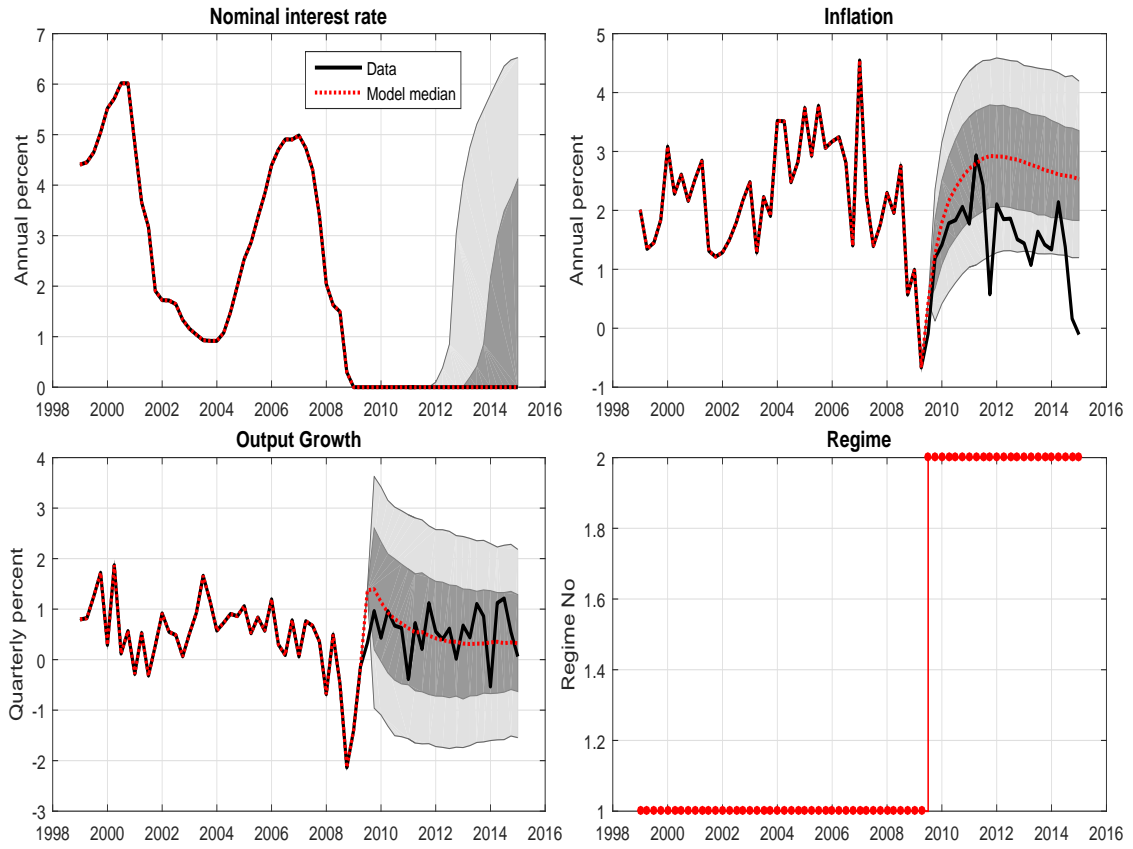 Nominal interest rate
Annual percent
7
6
5
4
3
2
1
0
1998 2000 2002 2004 2006 2008 2010 2012 2014 2016
Data
Model median
Inflation
Annual percent
5
4
3
2
1
0
-1
1998 2000 2002 2004 2006 2008 2010 2012 2014 2016
Output Growth
Quarterly percent
4
3
2
1
0
-1
-2
-3
1998 2000 2002 2004 2006 2008 2010 2012 2014 2016
Regime
Regime No
2
1.8
1.6
1.4
1.2
1
1998 2000 2002 2004 2006 2008 2010 2012 2014 2016